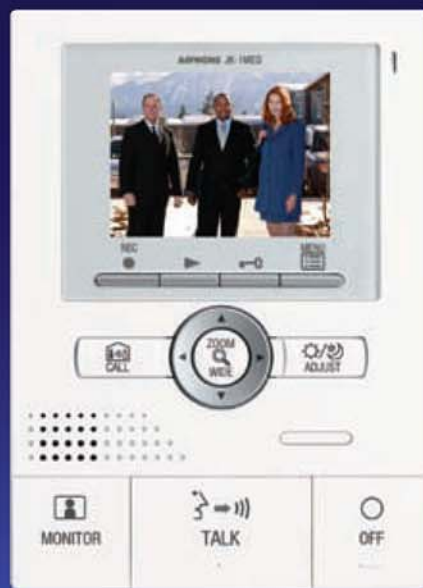 AIPHONE JK-1MED
REC
MENU
CALL
ZOOM
WIDE
ADJUST
MONITOR
TALK
OFF